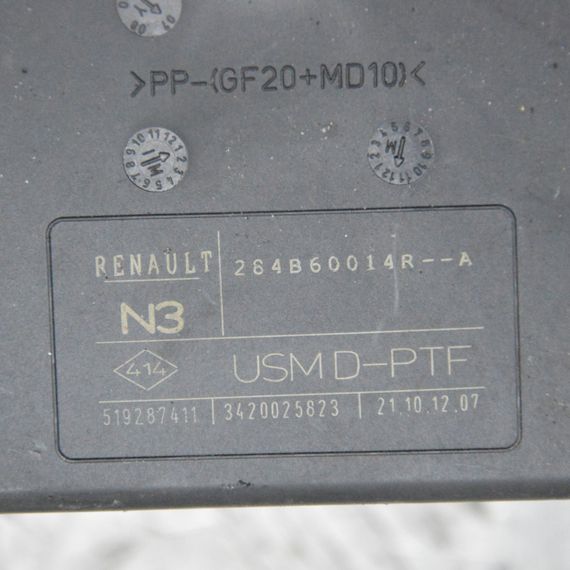 >PP-(GF20+MD10)<
RENAULT 284B60014R--A
N3
414 USM D-PTF
519287411 3420025823 21.10.12.07